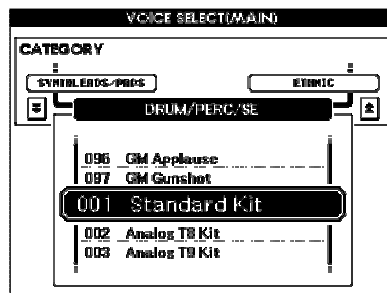 VOICE SELECT(MAIN)
CATEGORY
SYNTH LEADS/PADS
ETHNIC
DRUM/PERC/SE
096 GM Applause
097 GM Gunshot
001 Standard Kit
002 Analog T8 Kit
003 Analog T9 Kit